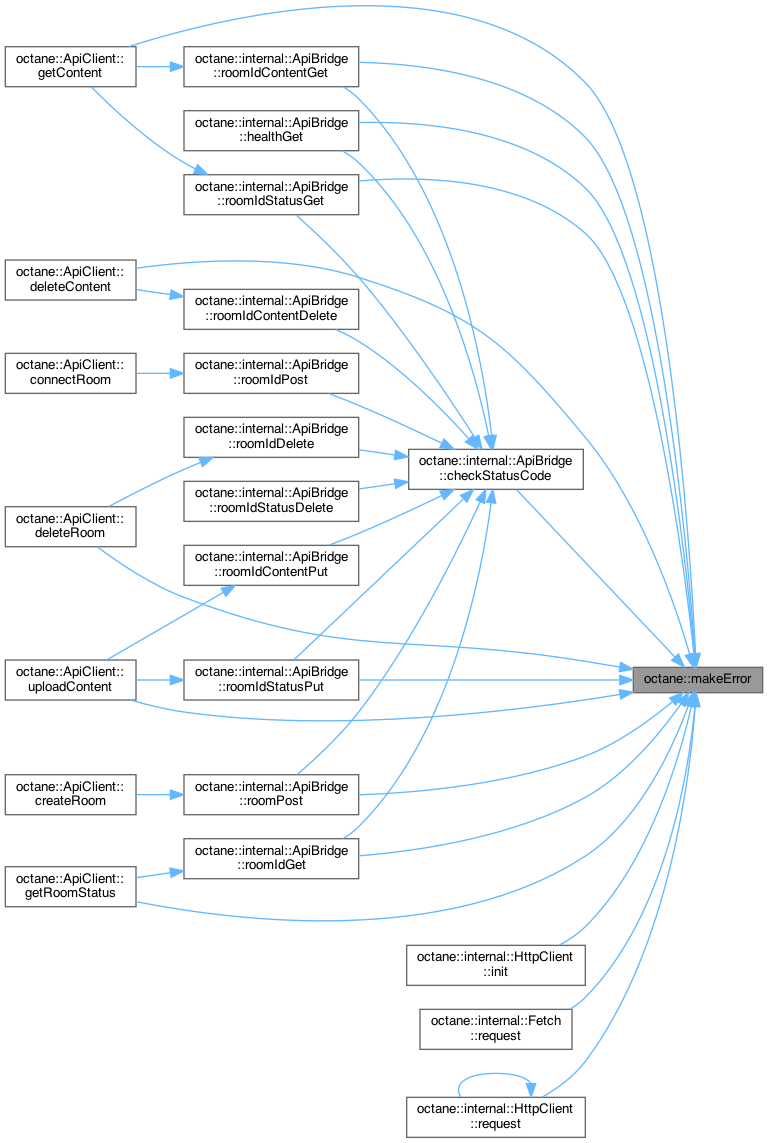 octane::ApiClient::
getContent
octane::internal::ApiBridge
::roomIdContentGet
octane::internal::ApiBridge
::healthGet
octane::internal::ApiBridge
::roomIdStatusGet
octane::ApiClient::
deleteContent
octane::internal::ApiBridge
::roomIdContentDelete
octane::ApiClient::
connectRoom
octane::internal::ApiBridge
::roomIdPost
octane::internal::ApiBridge
::roomIdDelete
octane::internal::ApiBridge
::checkStatusCode
octane::internal::ApiBridge
::roomIdStatusDelete
octane::ApiClient::
deleteRoom
octane::internal::ApiBridge
::roomIdContentPut
octane::ApiClient::
uploadContent
octane::internal::ApiBridge
::roomIdStatusPut
octane::makeError
octane::ApiClient::
createRoom
octane::internal::ApiBridge
::roomPost
octane::internal::ApiBridge
::roomIdGet
octane::ApiClient::
getRoomStatus
octane::internal::HttpClient
::init
octane::internal::Fetch
::request
octane::internal::HttpClient
::request